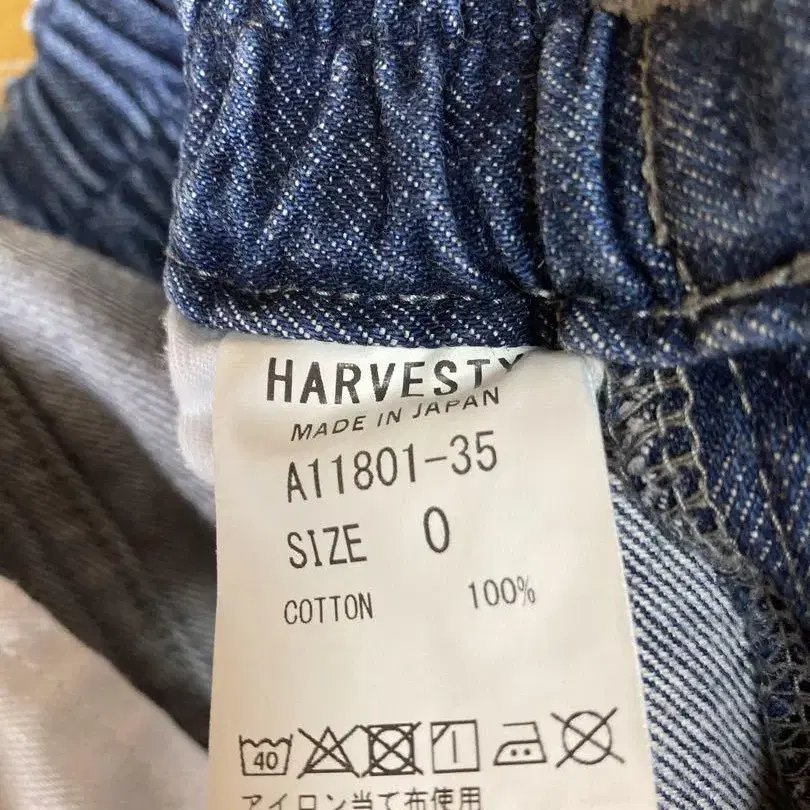 HARVESTY
MADE IN JAPAN
A11801-35
SIZE 0
COTTON 100%
40
アイロン当て布使用